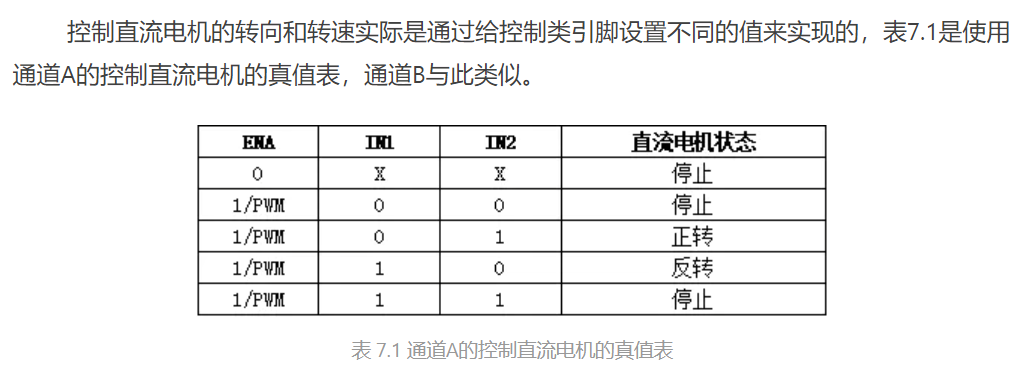 控制直流电机的转向和转速实际是通过给控制类引脚设置不同的值来实现的，表7.1是使用
通道A的控制直流电机的真值表，通道B与此类似。
ENA IN1 IN2 直流电机状态
0 X X 停止
1/PWM 0 0 停止
1/PWM 0 1 正转
1/PWM 1 0 反转
1/PWM 1 1 停止
表 7.1 通道A的控制直流电机的真值表